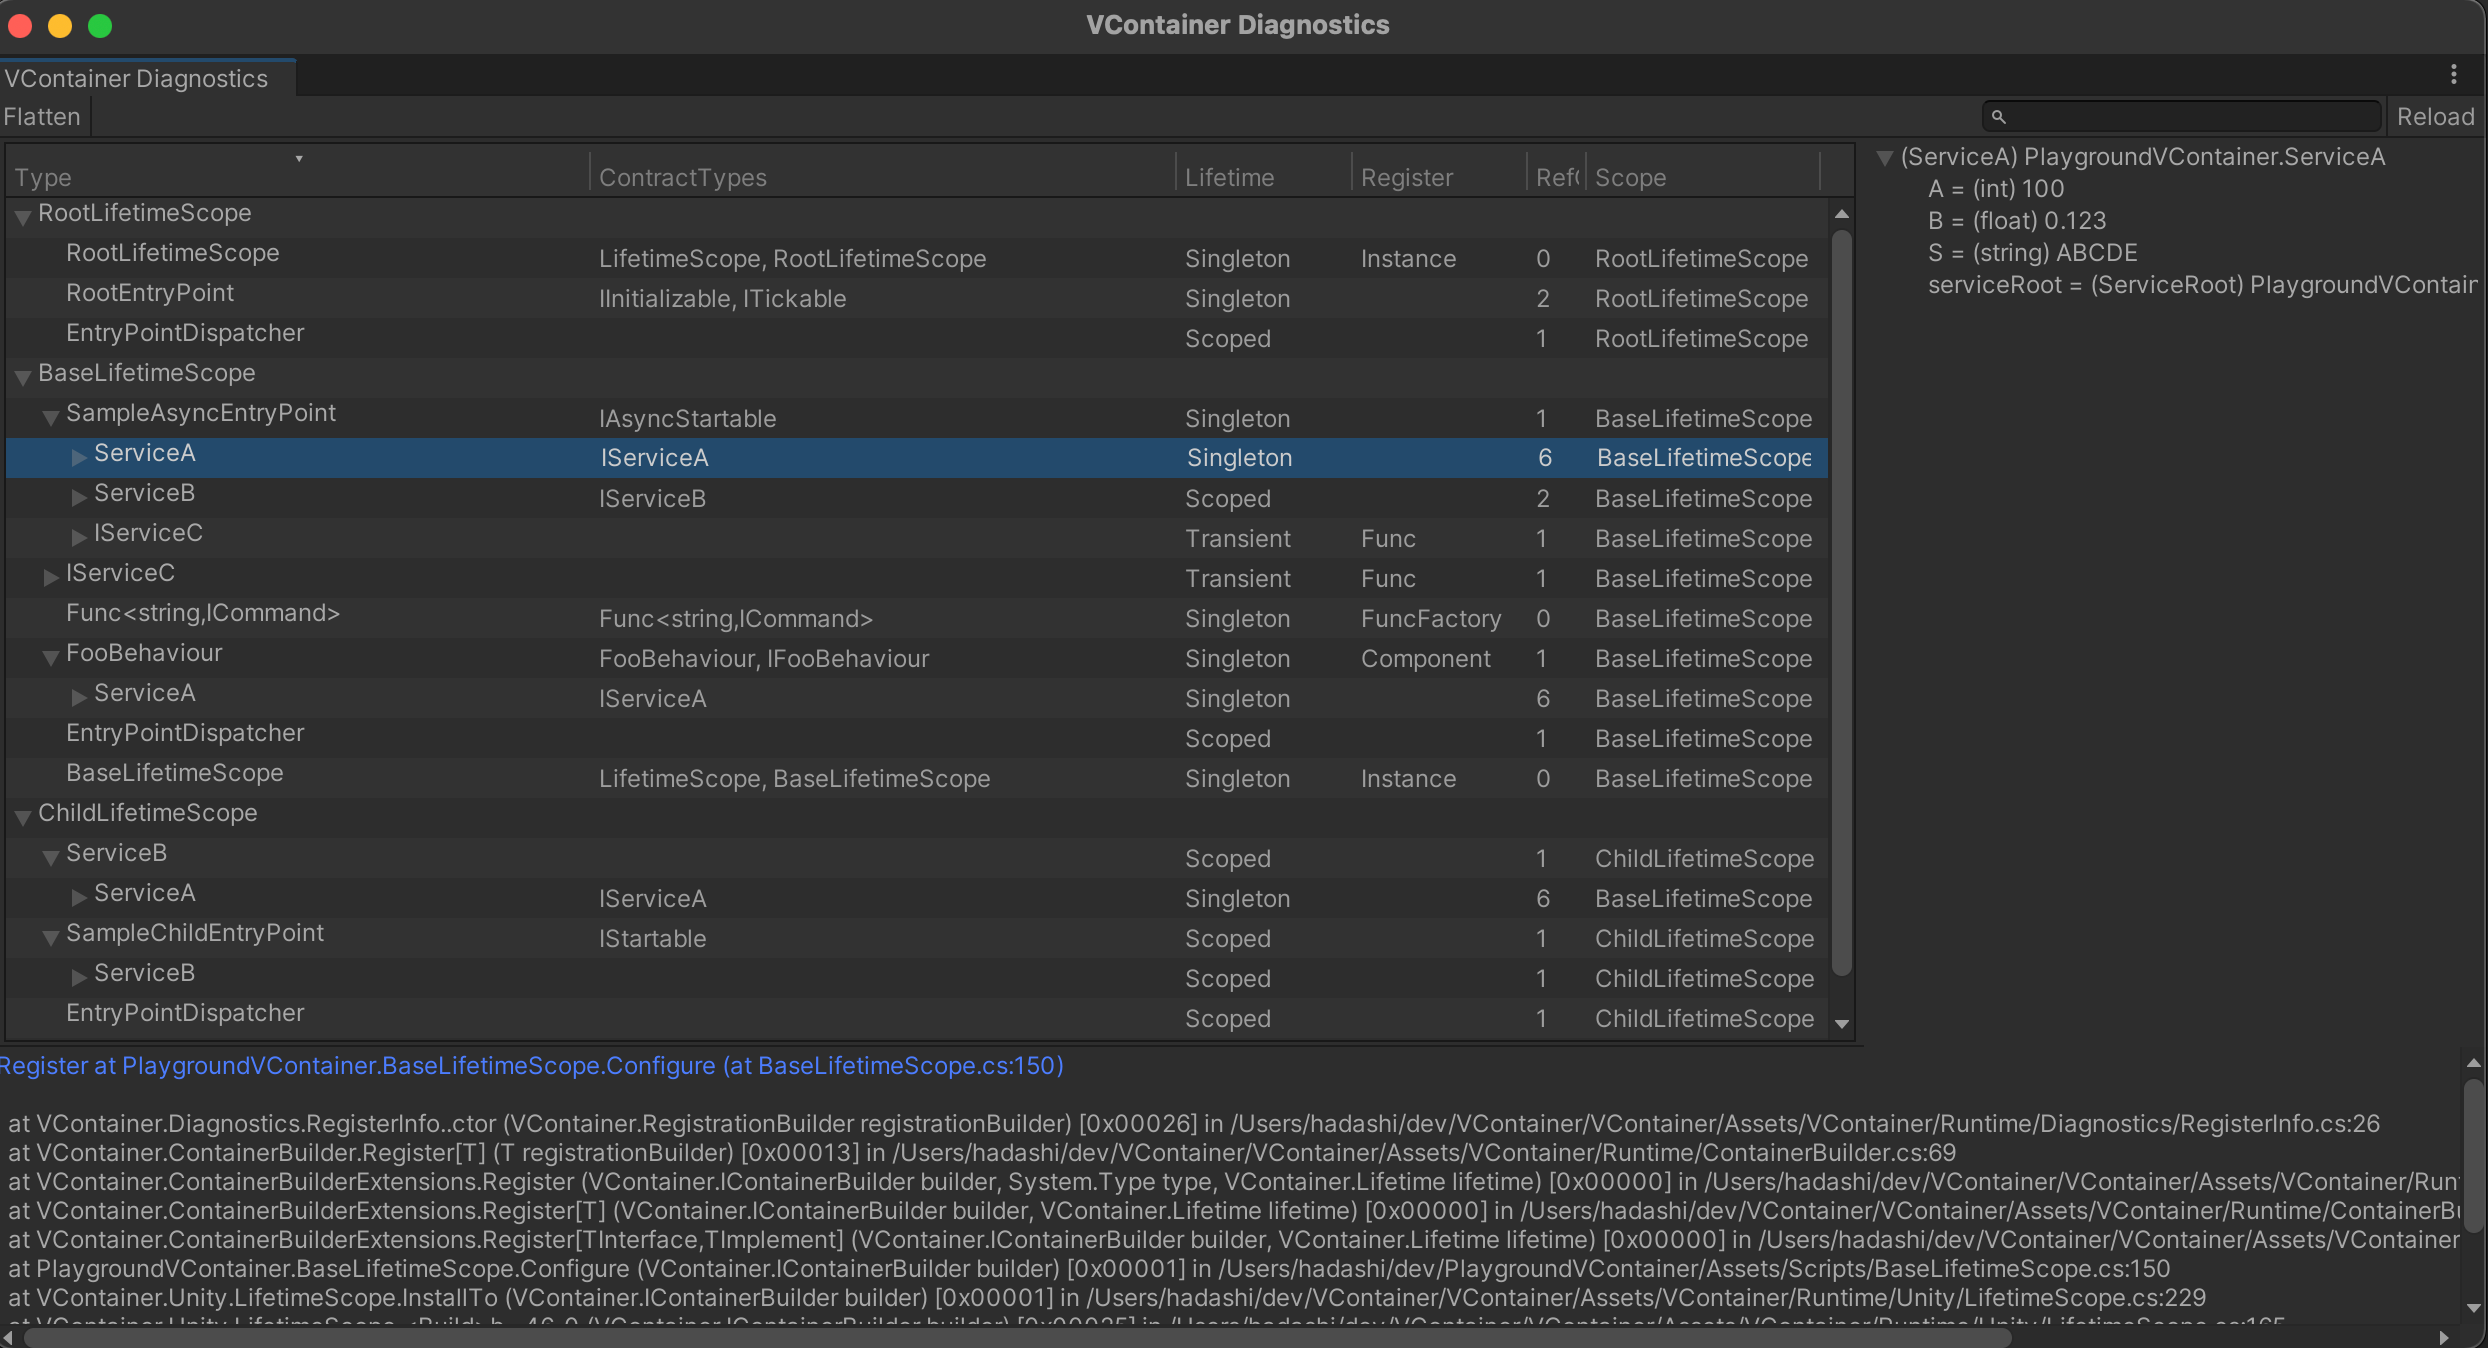 VContainer Diagnostics
VContainer Diagnostics
Flatten
Reload
Type ContractTypes Lifetime Register Ref Scope
RootLifetimeScope
RootLifetimeScope LifetimeScope, RootLifetimeScope Singleton Instance 0 RootLifetimeScope
RootEntryPoint IInitializable, ITickable Singleton 2 RootLifetimeScope
EntryPointDispatcher Scoped 1 RootLifetimeScope
BaseLifetimeScope
SampleAsyncEntryPoint IAsyncStartable Singleton 1 BaseLifetimeScope
ServiceA IServiceA Singleton 6 BaseLifetimeScope
ServiceB IServiceB Scoped 2 BaseLifetimeScope
IServiceC Transient Func 1 BaseLifetimeScope
IServiceC Transient Func 1 BaseLifetimeScope
Func<string,ICommand> Func<string,ICommand> Singleton FuncFactory 0 BaseLifetimeScope
FooBehaviour FooBehaviour, IFooBehaviour Singleton Component 1 BaseLifetimeScope
ServiceA IServiceA Singleton 6 BaseLifetimeScope
EntryPointDispatcher Scoped 1 BaseLifetimeScope
BaseLifetimeScope LifetimeScope, BaseLifetimeScope Singleton Instance 0 BaseLifetimeScope
ChildLifetimeScope
ServiceB Scoped 1 ChildLifetimeScope
ServiceA IServiceA Singleton 6 BaseLifetimeScope
SampleChildEntryPoint IStartable Scoped 1 ChildLifetimeScope
ServiceB Scoped 1 ChildLifetimeScope
EntryPointDispatcher Scoped 1 ChildLifetimeScope
(ServiceA) PlaygroundVContainer.ServiceA
A = (int) 100
B = (float) 0.123
S = (string) ABCDE
serviceRoot = (ServiceRoot) PlaygroundVContain
Register at PlaygroundVContainer.BaseLifetimeScope.Configure (at BaseLifetimeScope.cs:150)
at VContainer.Diagnostics.RegisterInfo..ctor (VContainer.RegistrationBuilder registrationBuilder) [0x00026] in /Users/hadashi/dev/VContainer/VContainer/Assets/VContainer/Runtime/Diagnostics/RegisterInfo.cs:26
at VContainer.ContainerBuilder.Register[T] (T registrationBuilder) [0x00013] in /Users/hadashi/dev/VContainer/VContainer/Assets/VContainer/Runtime/ContainerBuilder.cs:69
at VContainer.ContainerBuilderExtensions.Register (VContainer.IContainerBuilder builder, System.Type type, VContainer.Lifetime lifetime) [0x00000] in /Users/hadashi/dev/VContainer/VContainer/Assets/VContainer/Run
at VContainer.ContainerBuilderExtensions.Register[T] (VContainer.IContainerBuilder builder, VContainer.Lifetime lifetime) [0x00000] in /Users/hadashi/dev/VContainer/VContainer/Assets/VContainer/Runtime/ContainerBu
at VContainer.ContainerBuilderExtensions.Register[TInterface,TImplement] (VContainer.IContainerBuilder builder, VContainer.Lifetime lifetime) [0x00000] in /Users/hadashi/dev/VContainer/VContainer/Assets/VContainer
at PlaygroundVContainer.BaseLifetimeScope.Configure (VContainer.IContainerBuilder builder) [0x00001] in /Users/hadashi/dev/PlaygroundVContainer/Assets/Scripts/BaseLifetimeScope.cs:150
at VContainer.Unity.LifetimeScope.InstallTo (VContainer.IContainerBuilder builder) [0x00001] in /Users/hadashi/dev/VContainer/VContainer/Assets/VContainer/Runtime/Unity/LifetimeScope.cs:229